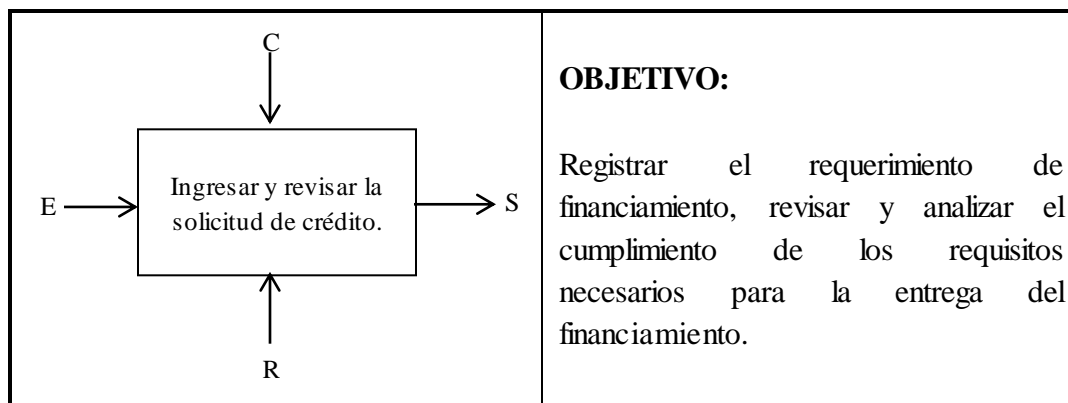 C
Ingresar y revisar la
solicitud de crédito.
E
S
R
OBJETIVO:
Registrar el requerimiento de
financiamiento, revisar y analizar el
cumplimiento de los requisitos
necesarios para la entrega del
financiamiento.